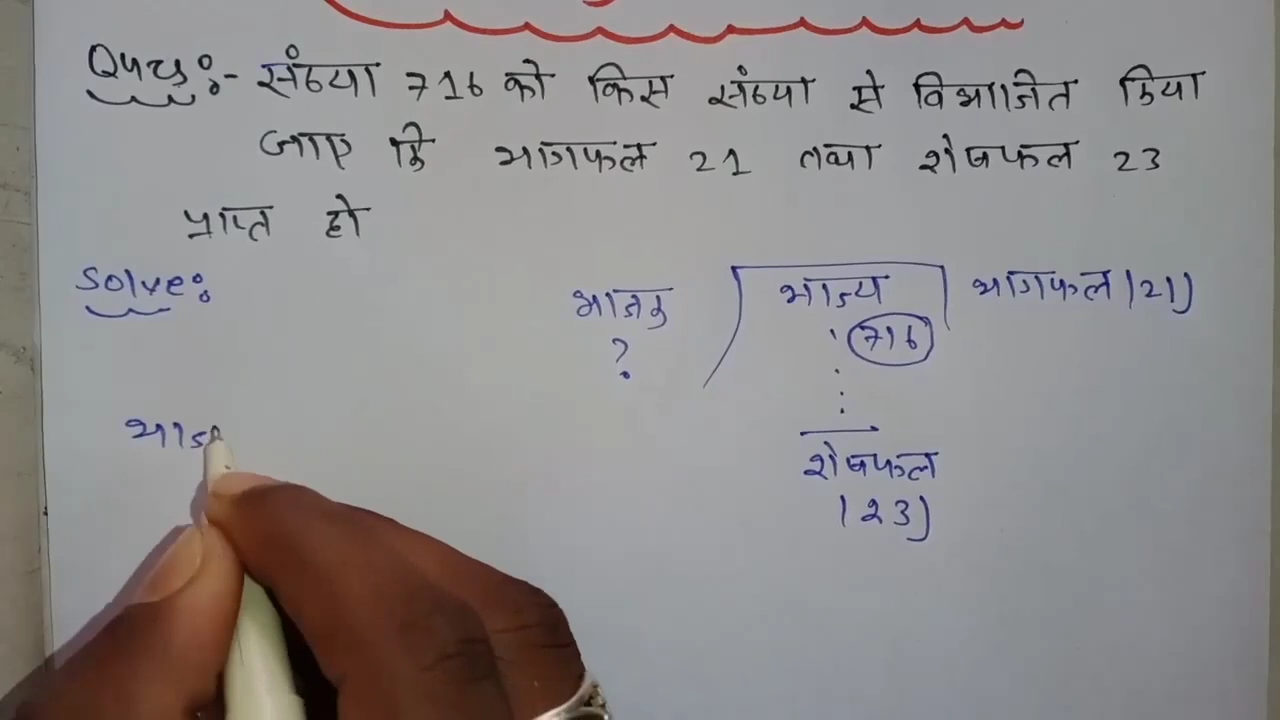 Ques:- संख्या 716 को किस संख्या से विभाजित किया
जाए कि भागफल 21 तथा शेषफल 23
प्राप्त हो
Solve:
भाजक भाज्य भागफल (21)
? 716
शेषफल
(23)